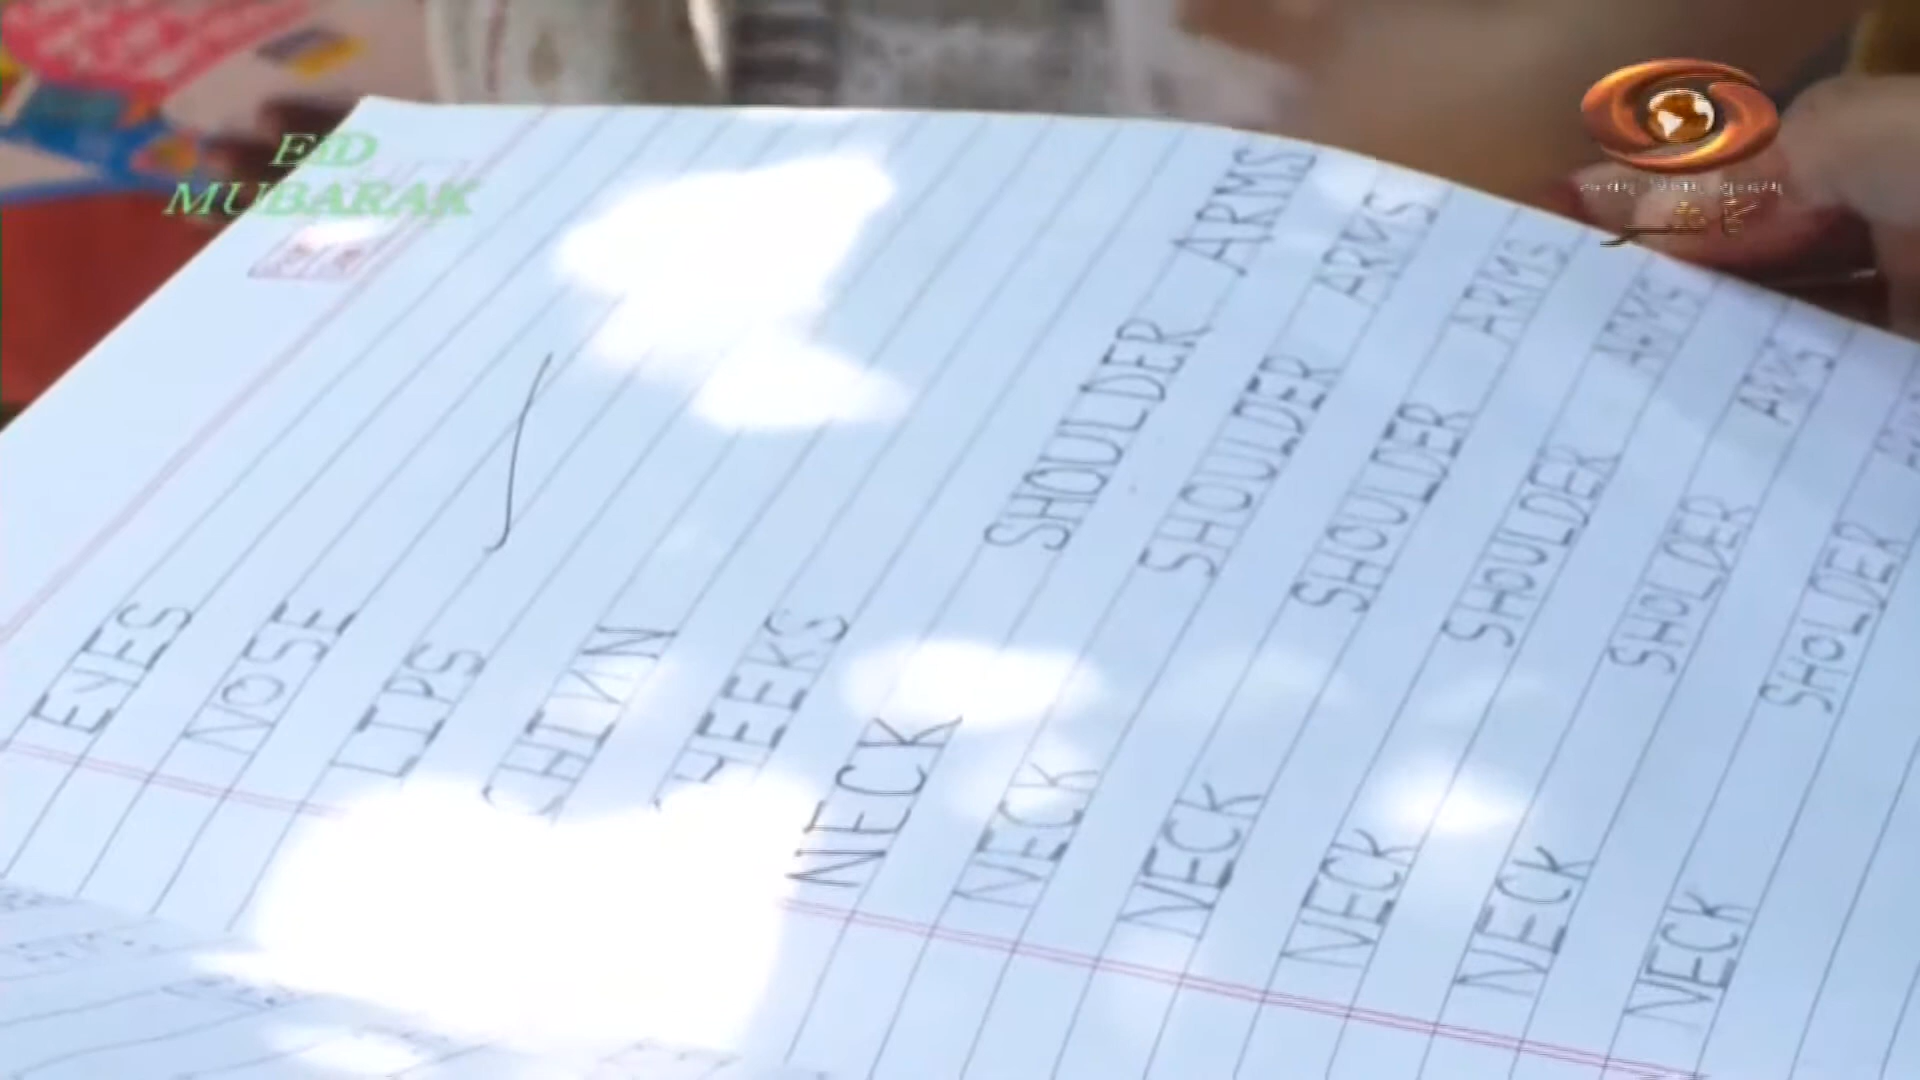 EID
MUBARAK
EYES
NOSE
LIPS
CHIYN
CHEEKS
NECK SHOULDER ARMS
NECK SHOULDER ARMS
NECK SHOULDER ARMS
NECK SHOULDER ARMS
NECK SHOLDER ARMS
NECK SHOLDER